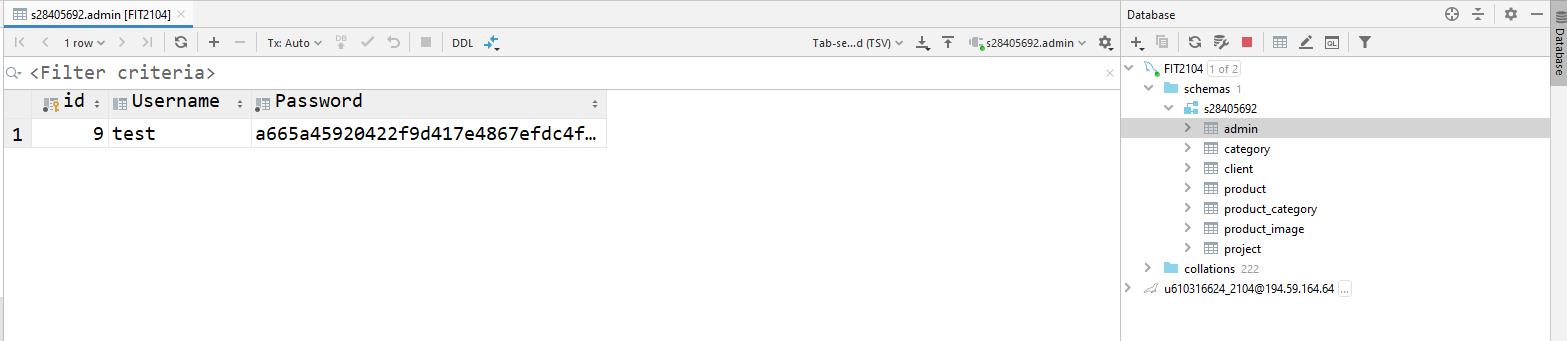 s28405692.admin [FIT2104]
1 row
Tx: Auto
DB
DDL
Tab-se...d (TSV)
s28405692.admin
<Filter criteria>
id Username Password
1 9 test a665a45920422f9d417e4867efdc4f…
Database
FIT2104 1 of 2
schemas 1
s28405692
admin
category
client
product
product_category
product_image
project
collations 222
u610316624_2104@194.59.164.64 ...
QL
Database